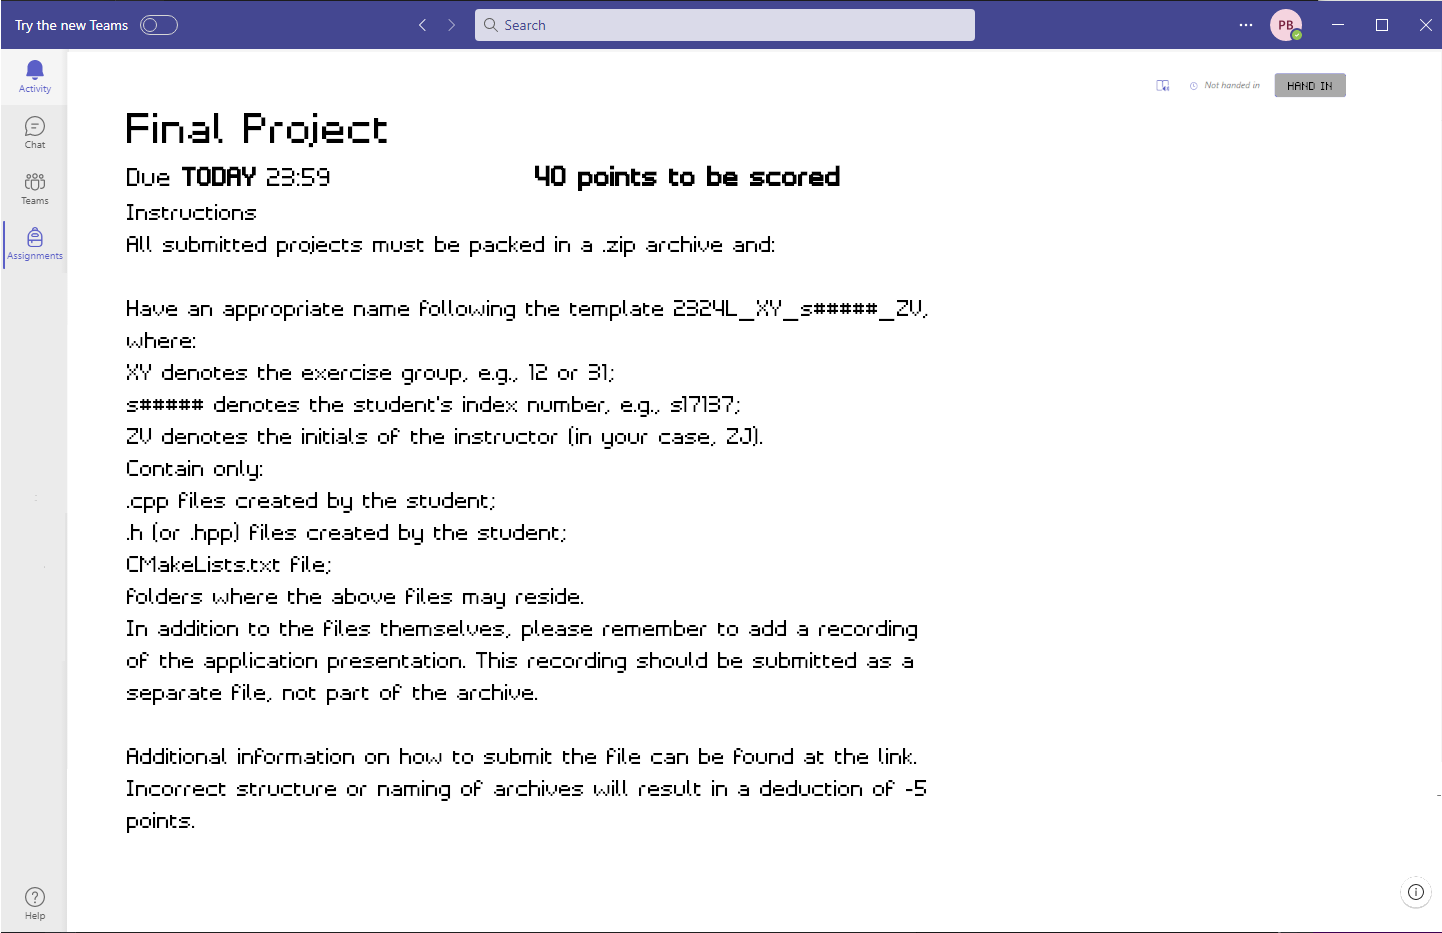 Try the new Teams
Search
PB
Activity
Chat
Teams
Assignments
Help
Not handed in
HAND IN
Final Project
Due TODAY 23:59
40 points to be scored
Instructions
All submitted projects must be packed in a .zip archive and:
Have an appropriate name following the template 2324L_XY_s#####_ZV,
where:
XY denotes the exercise group, e.g., 12 or 31;
s##### denotes the student's index number, e.g., s17137;
ZV denotes the initials of the instructor (in your case, ZJ).
Contain only:
.cpp files created by the student;
.h (or .hpp) files created by the student;
CMakeLists.txt file;
folders where the above files may reside.
In addition to the files themselves, please remember to add a recording
of the application presentation. This recording should be submitted as a
separate file, not part of the archive.
Additional information on how to submit the file can be found at the link.
Incorrect structure or naming of archives will result in a deduction of -5
points.